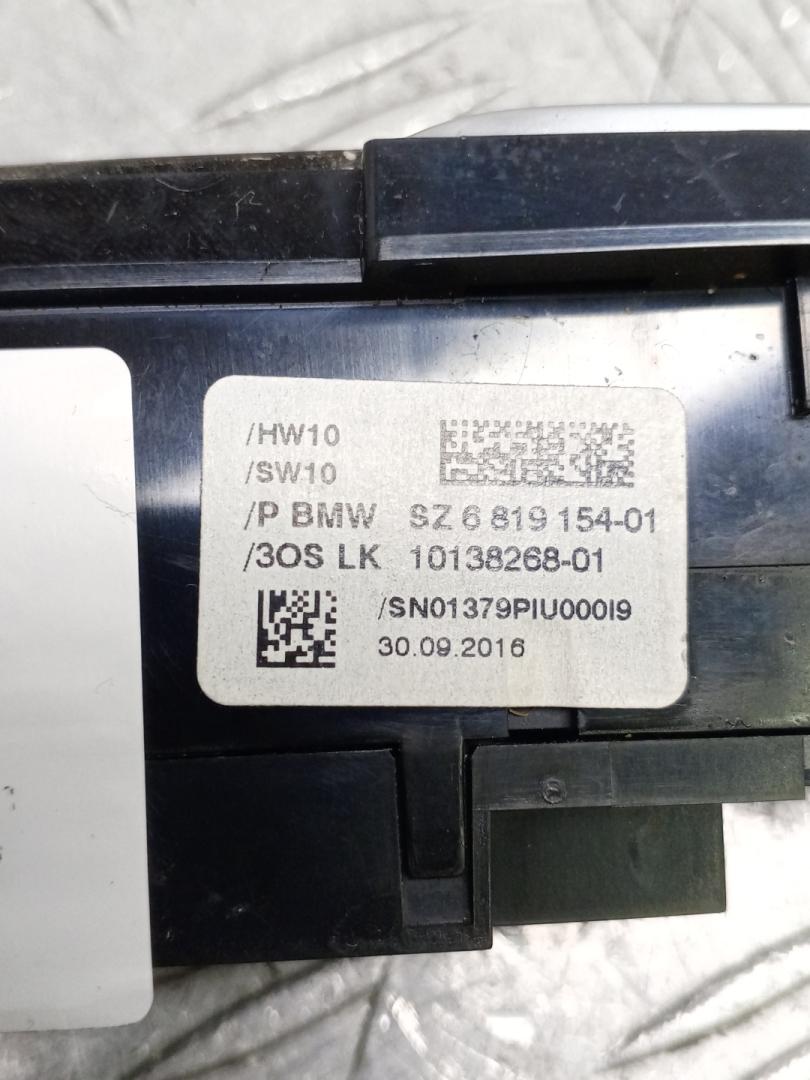 /HW10
/SW10
/P BMW SZ 6 819 154-01
/3OS LK 10138268-01
/SN01379PIU000I9
30.09.2016